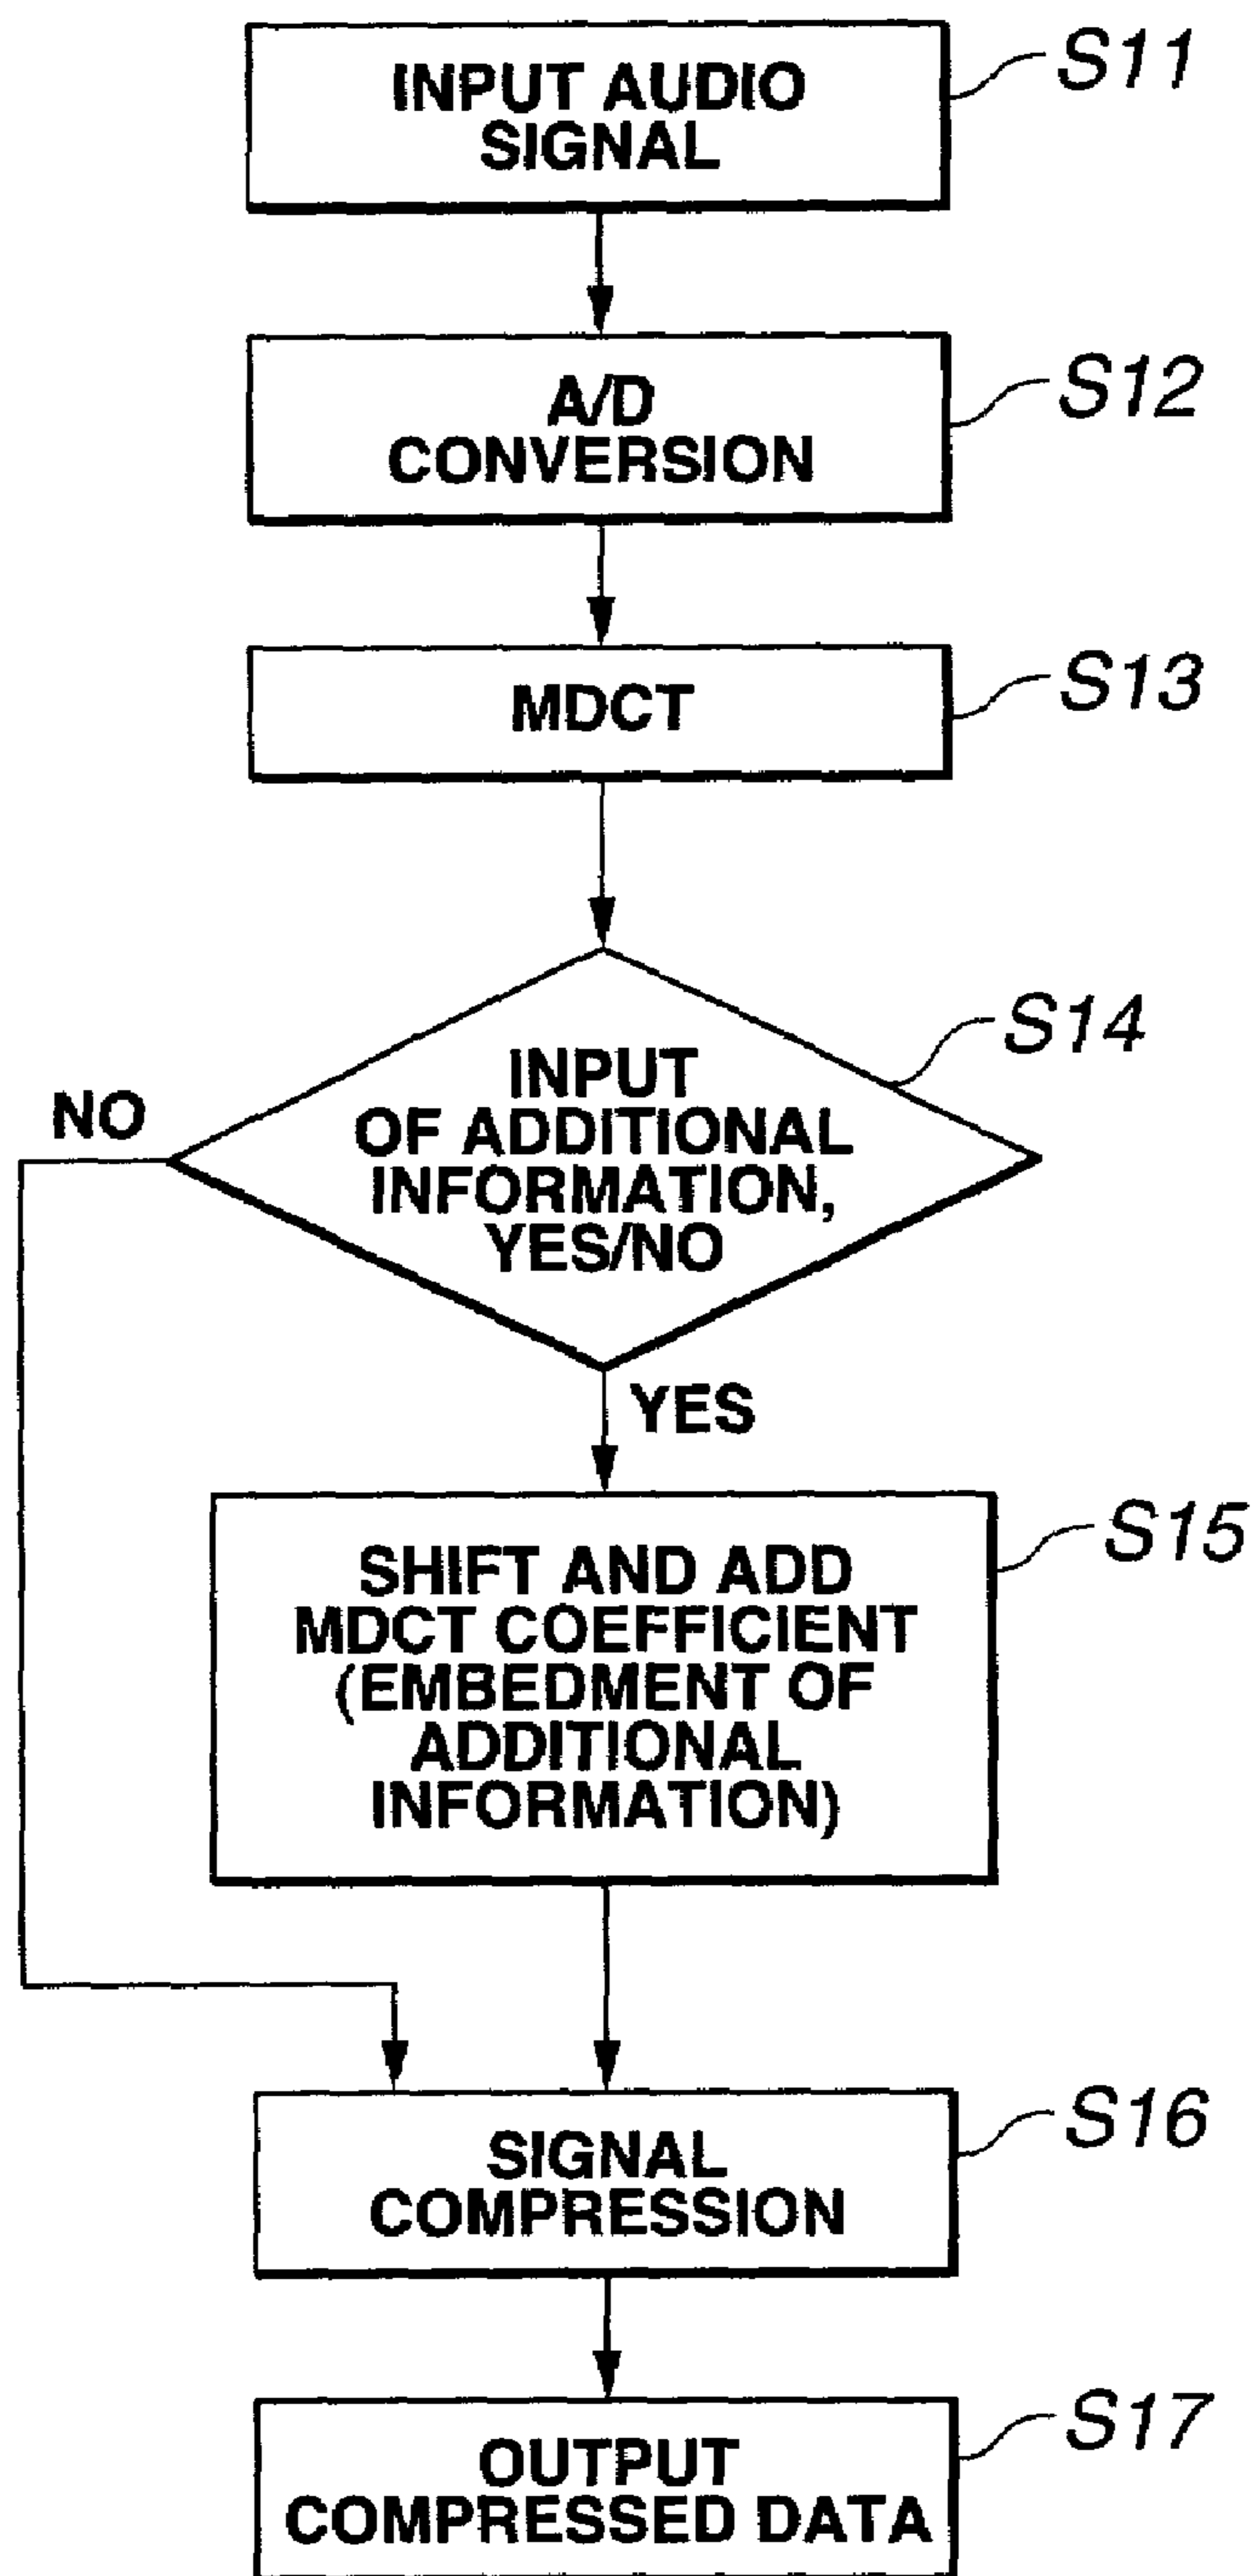 INPUT AUDIO
SIGNAL
S11
A/D
CONVERSION
S12
MDCT
S13
INPUT
OF ADDITIONAL
INFORMATION,
YES/NO
S14
NO
YES
SHIFT AND ADD
MDCT COEFFICIENT
(EMBEDMENT OF
ADDITIONAL
INFORMATION)
S15
SIGNAL
COMPRESSION
S16
OUTPUT
COMPRESSED DATA
S17